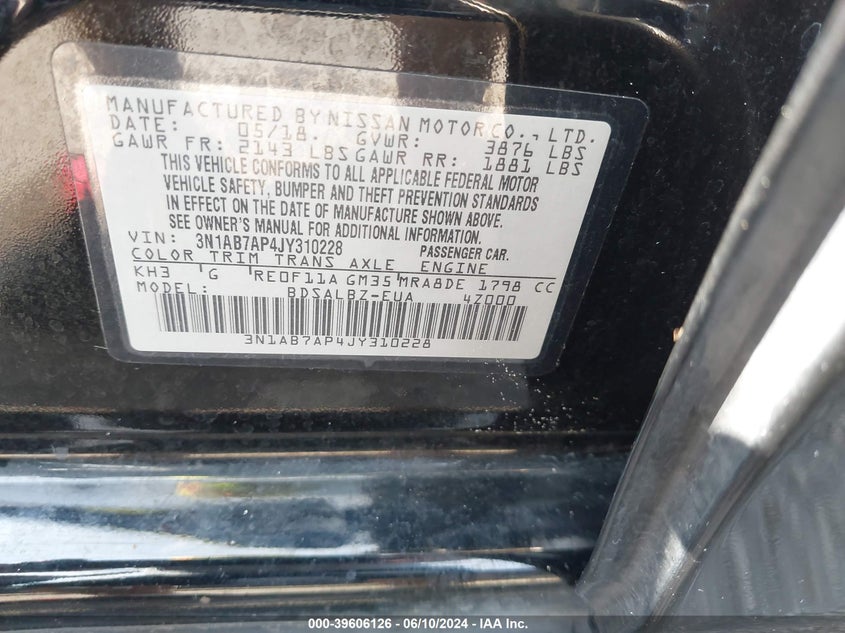 MANUFACTURED BY NISSAN MOTOR CO., LTD.
DATE: 05/18. GVWR: 3876 LBS
GAWR FR: 2143 LBS GAWR RR: 1881 LBS
THIS VEHICLE CONFORMS TO ALL APPLICABLE FEDERAL MOTOR
VEHICLE SAFETY, BUMPER AND THEFT PREVENTION STANDARDS
IN EFFECT ON THE DATE OF MANUFACTURE SHOWN ABOVE.
SEE OWNER'S MANUAL FOR ADDITIONAL INFORMATION.
VIN: 3N1AB7AP4JY310228 PASSENGER CAR.
COLOR TRIM TRANS AXLE ENGINE
KH3 G RE0F11A GM35 MRA8DE 1798 CC
MODEL: BDSALBZ-EUA 4Z000
3N1AB7AP4JY310228
000-39606126 - 06/10/2024 - IAA Inc.